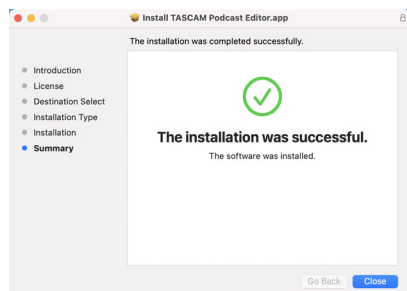 Install TASCAM Podcast Editor.app
The installation was completed successfully.
Introduction
License
Destination Select
Installation Type
Installation
Summary
The installation was successful.
The software was installed.
Go Back
Close